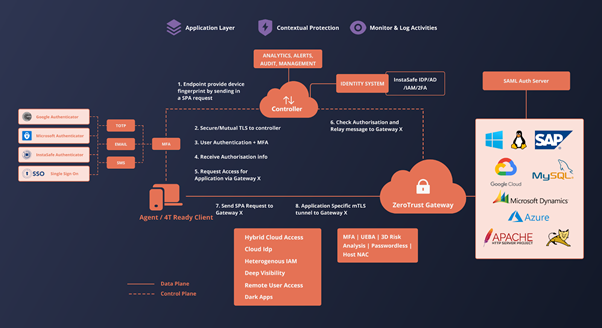 Application Layer
Contextual Protection
Monitor & Log Activities
ANALYTICS, ALERTS,
AUDIT, MANAGEMENT
IDENTITY SYSTEM
InstaSafe IDP/AD
/IAM/2FA
SAML Auth Server
1. Endpoint provide device
fingerprint by sending in
a SPA request
Controller
Google Authenticator
Microsoft Authenticator
InstaSafe Authenticator
SSO
Single Sign On
TOTP
EMAIL
SMS
MFA
2. Secure/Mutual TLS to controller
3. User Authentication + MFA
4. Receive Authorisation info
5. Request Access for
Application via Gateway X
6. Check Authorisation and
Relay message to Gateway X
Agent / 4T Ready Client
7. Send SPA Request to
Gateway X
8. Application Specific mTLS
tunnel to Gateway X
ZeroTrust Gateway
SAP
Google Cloud
MySQL
Microsoft Dynamics
Azure
APACHE
HTTP SERVER PROJECT
Hybrid Cloud Access
Cloud Idp
Heterogenous IAM
Deep Visibility
Remote User Access
Dark Apps
MFA | UEBA | 3D Risk
Analysis | Passwordless |
Host NAC
Data Plane
Control Plane